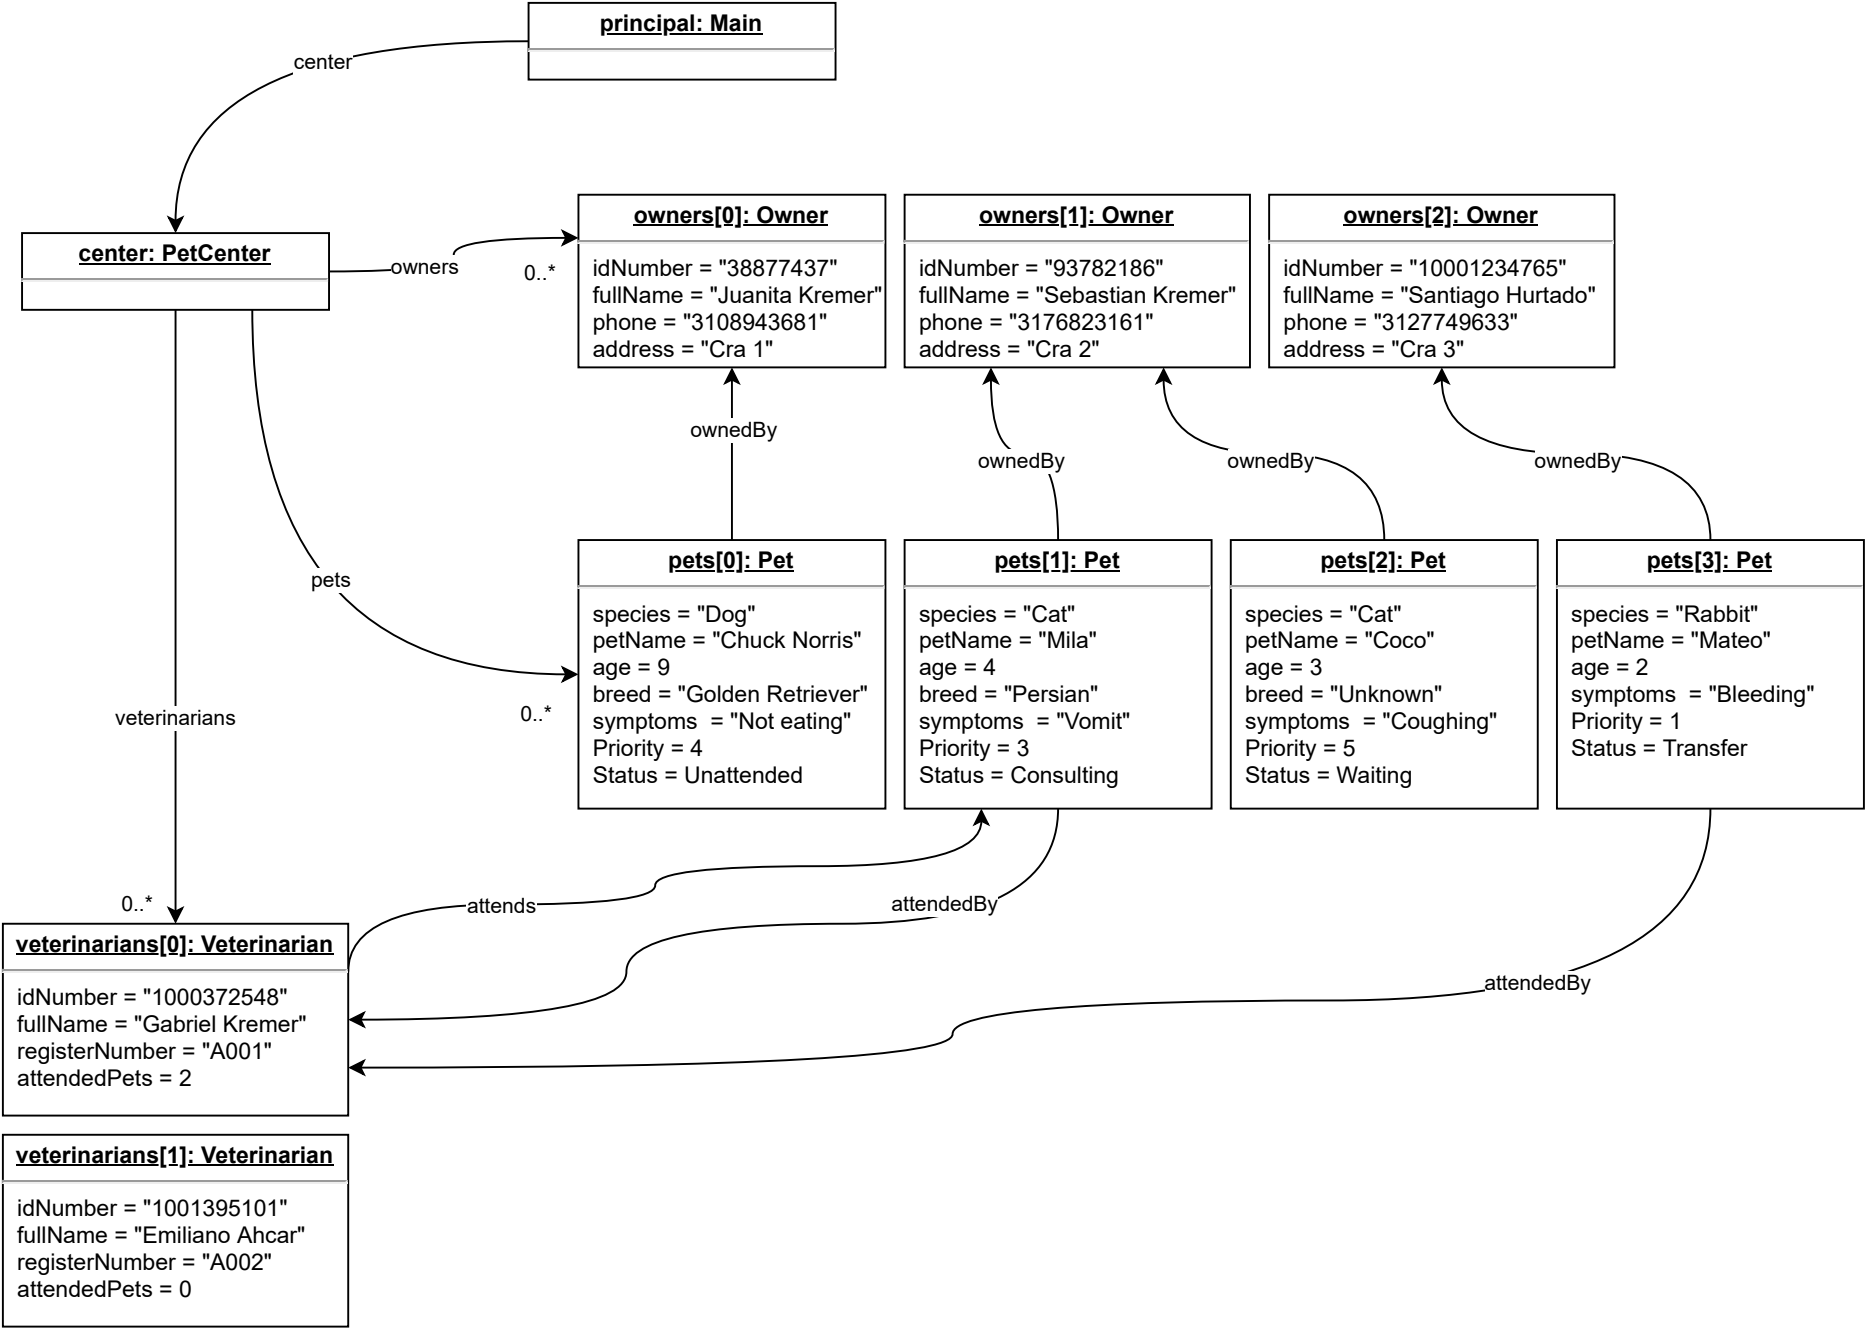 principal: Main
center
center: PetCenter
owners
0..*
owners[0]: Owner
idNumber = "38877437"
fullName = "Juanita Kremer"
phone = "3108943681"
address = "Cra 1"
owners[1]: Owner
idNumber = "93782186"
fullName = "Sebastian Kremer"
phone = "3176823161"
address = "Cra 2"
owners[2]: Owner
idNumber = "10001234765"
fullName = "Santiago Hurtado"
phone = "3127749633"
address = "Cra 3"
ownedBy
ownedBy
ownedBy
ownedBy
pets
0..*
pets[0]: Pet
species = "Dog"
petName = "Chuck Norris"
age = 9
breed = "Golden Retriever"
symptoms  = "Not eating"
Priority = 4
Status = Unattended
pets[1]: Pet
species = "Cat"
petName = "Mila"
age = 4
breed = "Persian"
symptoms  = "Vomit"
Priority = 3
Status = Consulting
pets[2]: Pet
species = "Cat"
petName = "Coco"
age = 3
breed = "Unknown"
symptoms  = "Coughing"
Priority = 5
Status = Waiting
pets[3]: Pet
species = "Rabbit"
petName = "Mateo"
age = 2
symptoms  = "Bleeding"
Priority = 1
Status = Transfer
veterinarians
0..*
attends
attendedBy
attendedBy
veterinarians[0]: Veterinarian
idNumber = "1000372548"
fullName = "Gabriel Kremer"
registerNumber = "A001"
attendedPets = 2
veterinarians[1]: Veterinarian
idNumber = "1001395101"
fullName = "Emiliano Ahcar"
registerNumber = "A002"
attendedPets = 0